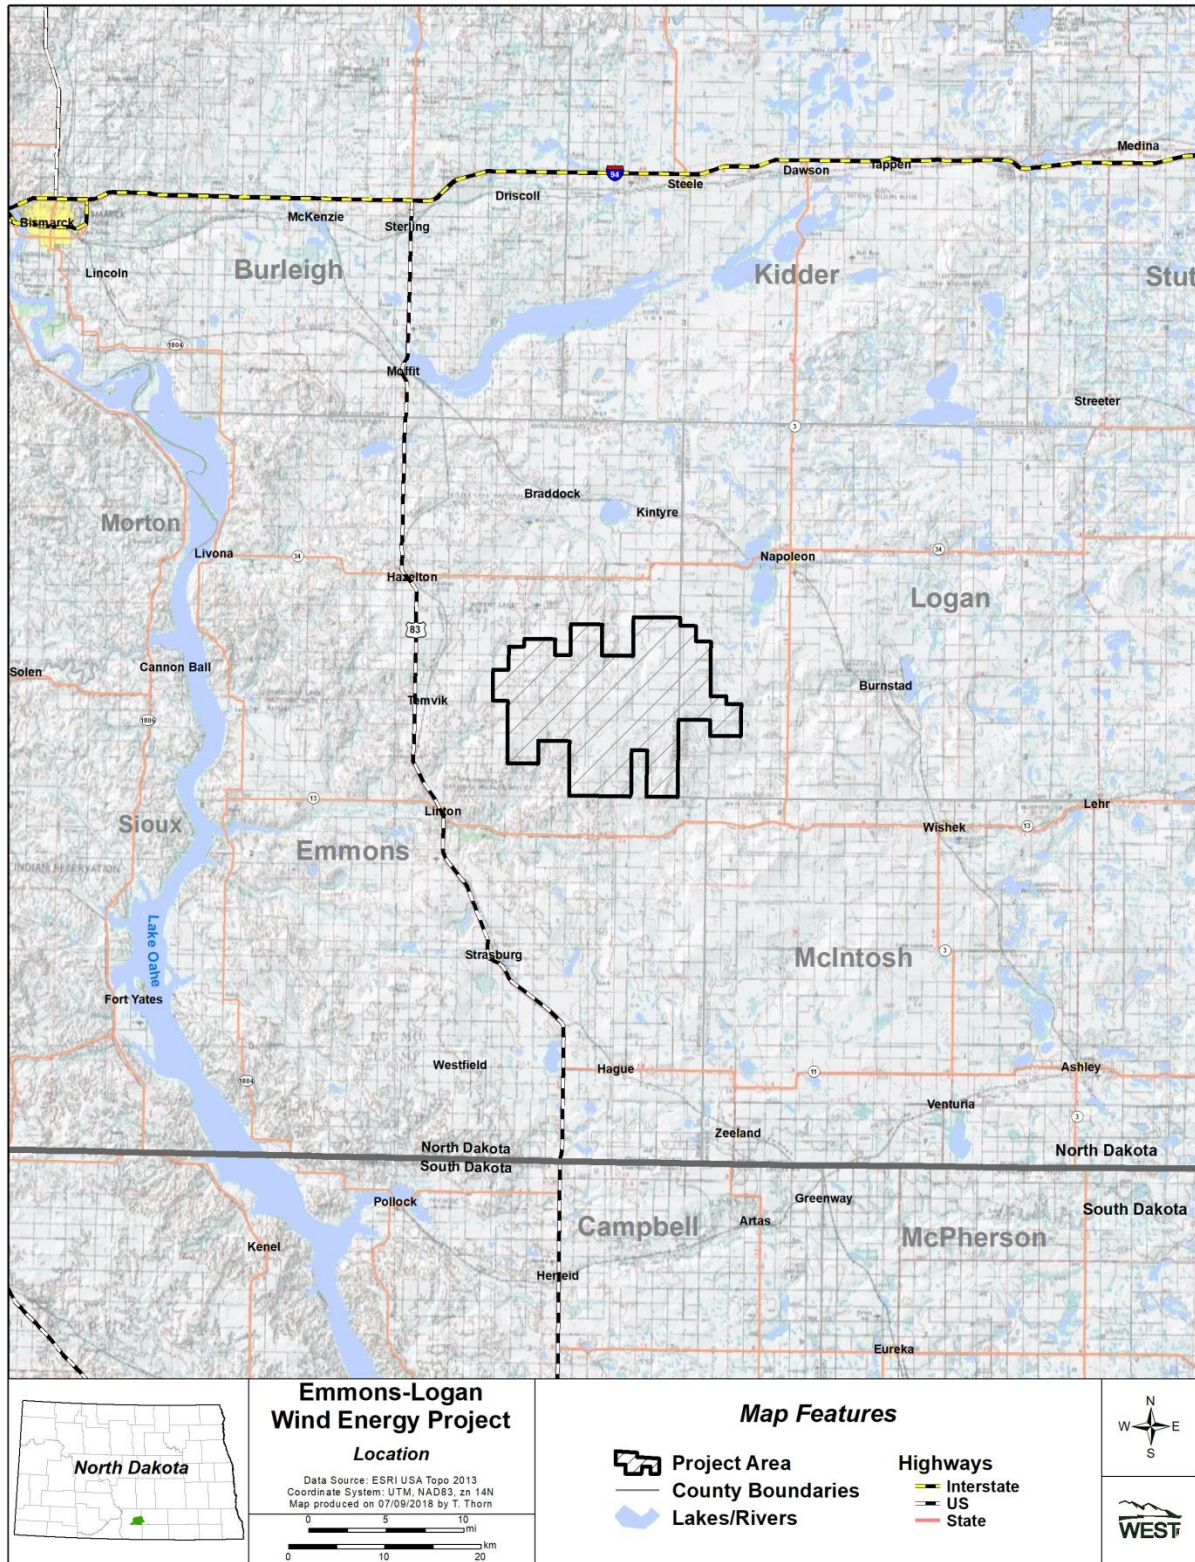 Medina
94
Tappen
Dawson
Steele
Driscoll
McKenzie
Bismarck
Sterling
Lincoln
Burleigh
Kidder
Stut
1804
Moffit
Streeter
3
Braddock
Kintyre
Morton
Livona
34
Napoleon
34
Hazelton
Logan
83
Cannon Ball
Solen
Burnstad
Temvik
1806
13
Linton
Lehr
Sioux
Wishek
13
Emmons
INDIAN RESERVATION
Lake Oahe
Strasburg
3
McIntosh
Fort Yates
Westfield
Hague
11
Ashley
1804
Venturia
3
Zeeland
North Dakota
South Dakota
North Dakota
Pollock
Greenway
South Dakota
Artas
Campbell
McPherson
Kenel
Herreid
Eureka
North Dakota
Emmons-Logan
Wind Energy Project
Location
Data Source: ESRI USA Topo 2013
Coordinate System: UTM, NAD83, zn 14N
Map produced on 07/09/2018 by T. Thorn
0 5 10
mi
km
0 10 20
Map Features
Project Area
County Boundaries
Lakes/Rivers
Highways
Interstate
US
State
N
W E
S
WEST